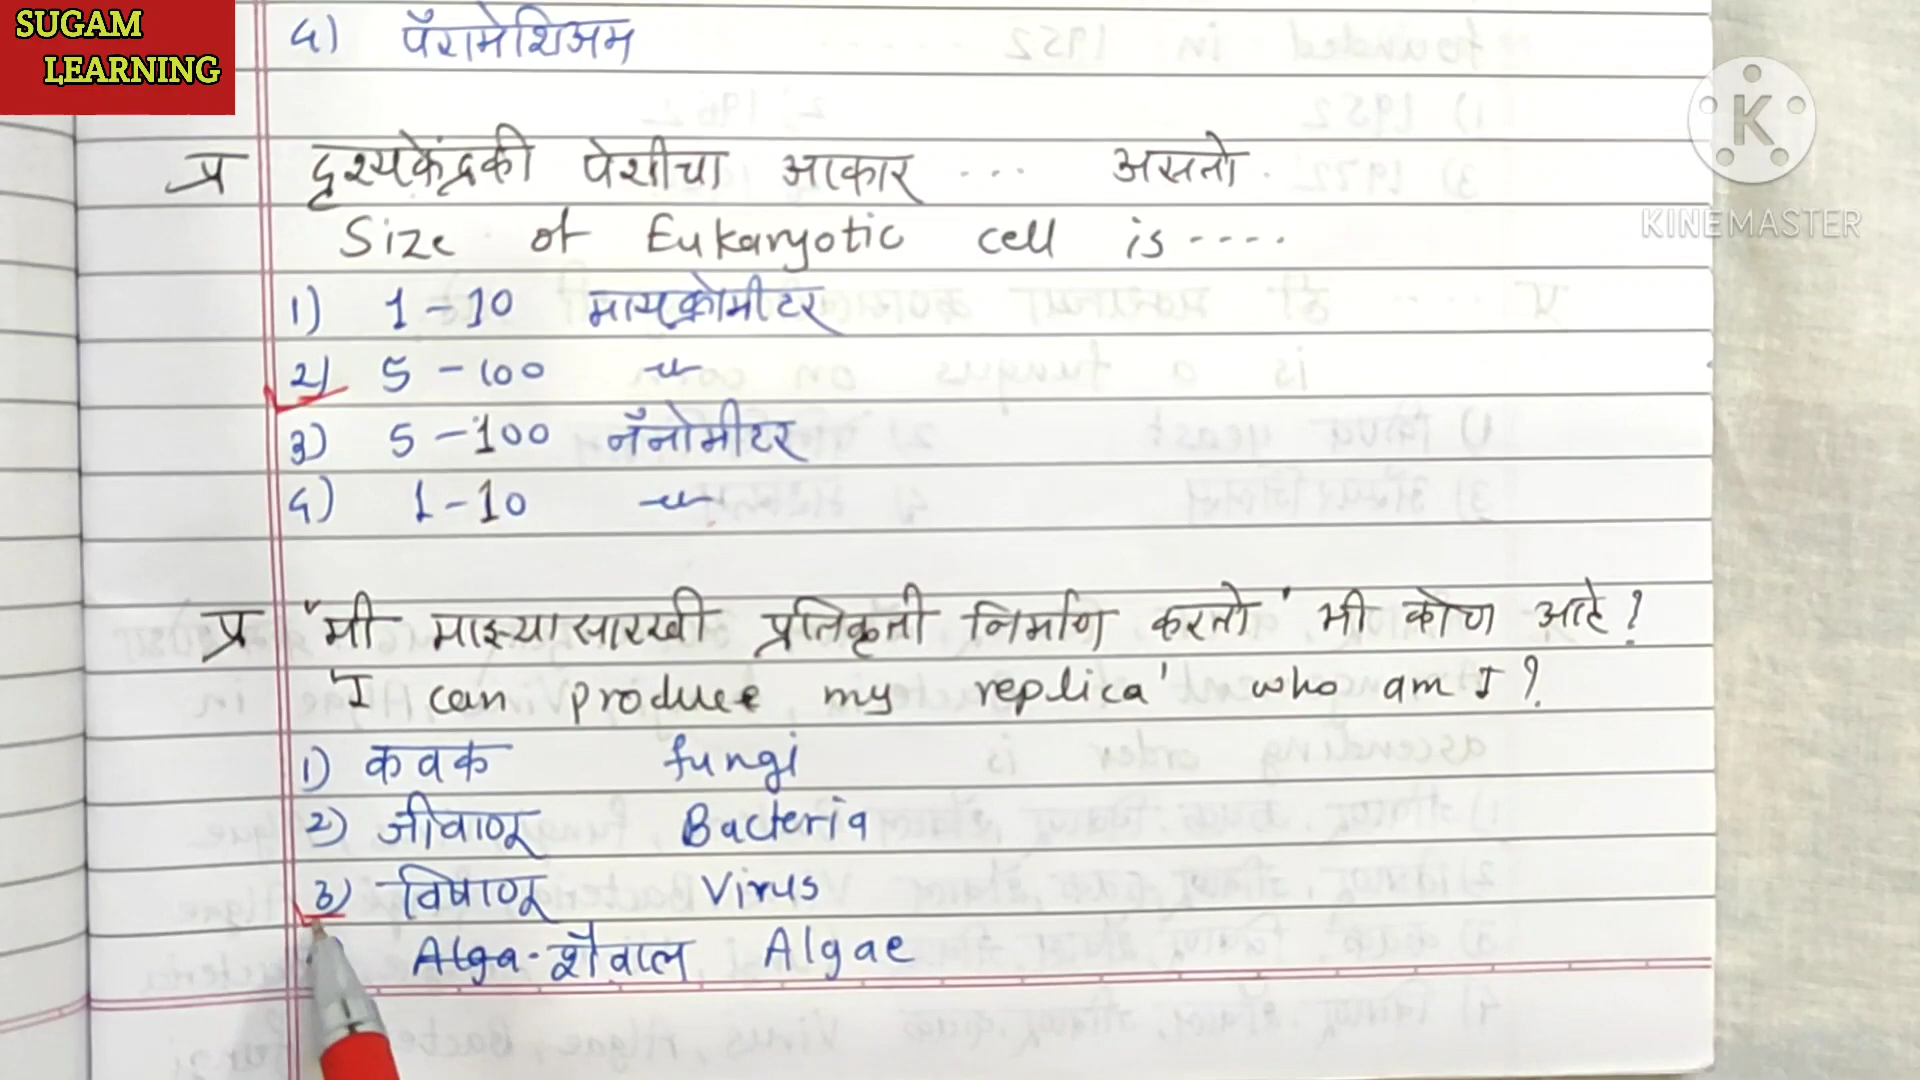 SUGAM
LEARNING
4) पॅरामेशिअम
K
KINEMASTER
प्र दृश्यकेंद्रकी पेशीचा आकार ... असतो.
Size of Eukaryotic cell is ----
1) 1-10 मायक्रोमीटर
2) 5-100 -"-
3) 5-100 नॅनोमीटर
4) 1-10 -"-
प्र 'मी माझ्यासारखी प्रतिकृती निर्माण करतो' मी कोण आहे?
'I can produce my replica' who am I?
1) कवक fungi
2) जीवाणू Bacteria
3) विषाणू Virus
Alga - शैवाल Algae